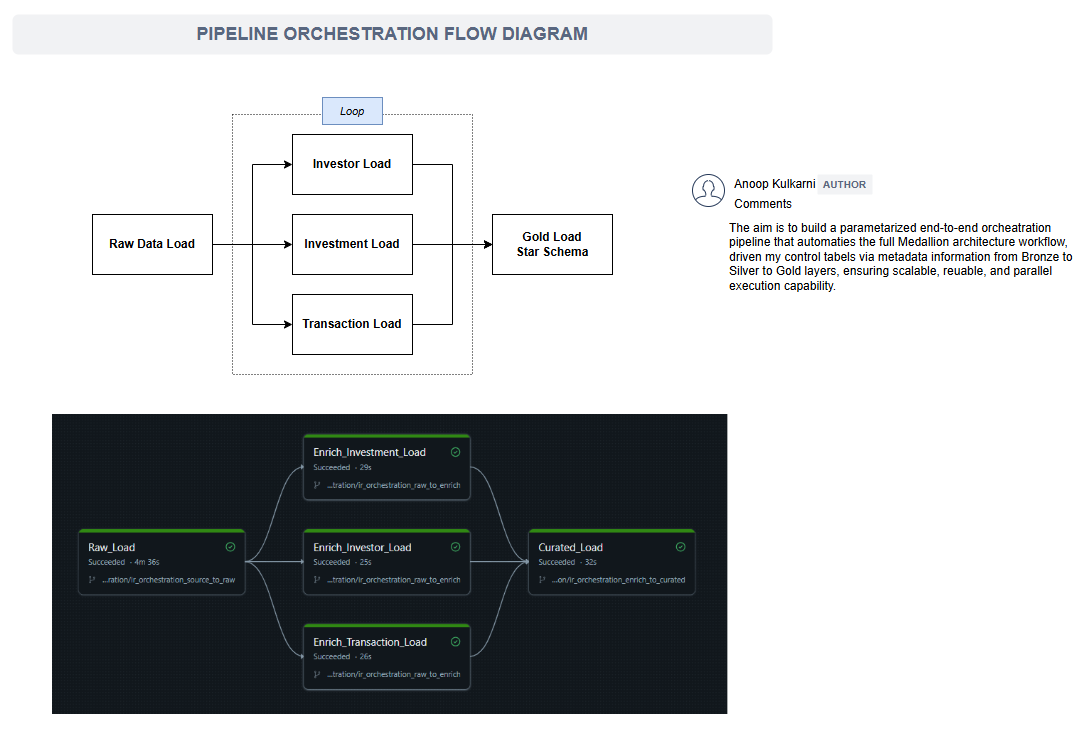 PIPELINE ORCHESTRATION FLOW DIAGRAM
Loop
Investor Load
Raw Data Load
Investment Load
Gold Load
Star Schema
Transaction Load
Anoop Kulkarni AUTHOR
Comments
The aim is to build a parametarized end-to-end orcheatration
pipeline that automaties the full Medallion architecture workflow,
driven my control tabels via metadata information from Bronze to
Silver to Gold layers, ensuring scalable, reuable, and parallel
execution capability.
Enrich_Investment_Load
Succeeded - 29s
...tration/ir_orchestration_raw_to_enrich
Raw_Load
Succeeded - 4m 36s
...ration/ir_orchestration_source_to_raw
Enrich_Investor_Load
Succeeded - 25s
...tration/ir_orchestration_raw_to_enrich
Curated_Load
Succeeded - 32s
...on/ir_orchestration_enrich_to_curated
Enrich_Transaction_Load
Succeeded - 26s
...tration/ir_orchestration_raw_to_enrich